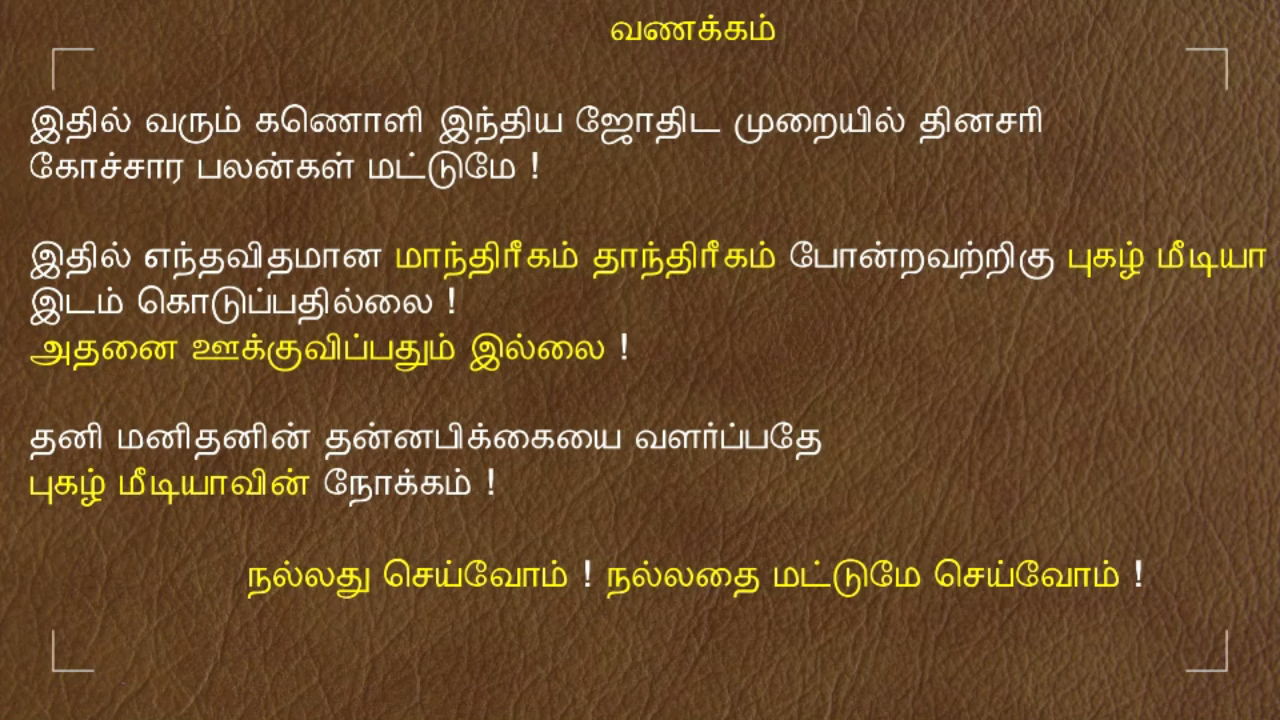 வணக்கம்
இதில் வரும் கணொளி இந்திய ஜோதிட முறையில் தினசரி
கோச்சார பலன்கள் மட்டுமே !
இதில் எந்தவிதமான மாந்திரீகம் தாந்திரீகம் போன்றவற்றிகு புகழ் மீடியா
இடம் கொடுப்பதில்லை !
அதனை ஊக்குவிப்பதும் இல்லை !
தனி மனிதனின் தன்னபிக்கையை வளர்ப்பதே
புகழ் மீடியாவின் நோக்கம் !
நல்லது செய்வோம் ! நல்லதை மட்டுமே செய்வோம் !